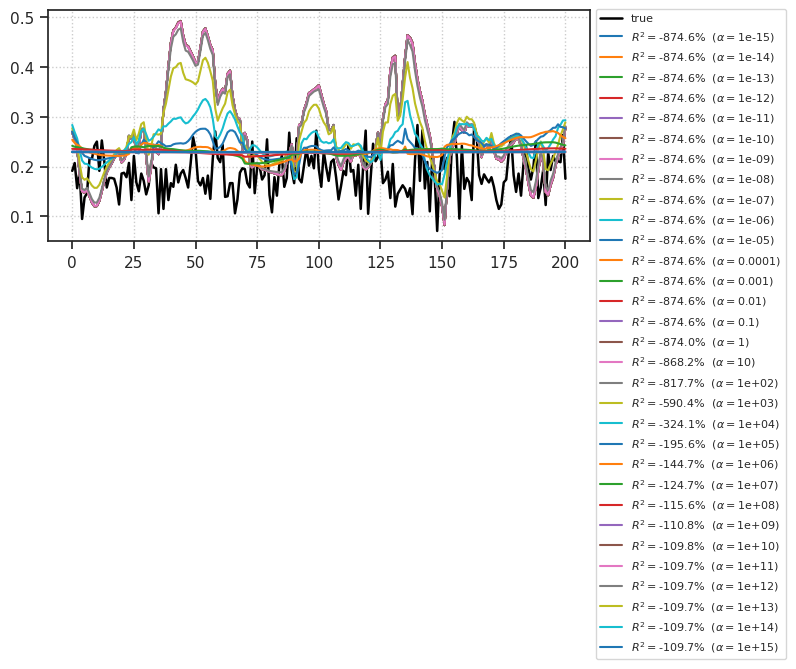 0.5
0.4
0.3
0.2
0.1
0 25 50 75 100 125 150 175 200
true
R² = -874.6% (α = 1e-15)
R² = -874.6% (α = 1e-14)
R² = -874.6% (α = 1e-13)
R² = -874.6% (α = 1e-12)
R² = -874.6% (α = 1e-11)
R² = -874.6% (α = 1e-10)
R² = -874.6% (α = 1e-09)
R² = -874.6% (α = 1e-08)
R² = -874.6% (α = 1e-07)
R² = -874.6% (α = 1e-06)
R² = -874.6% (α = 1e-05)
R² = -874.6% (α = 0.0001)
R² = -874.6% (α = 0.001)
R² = -874.6% (α = 0.01)
R² = -874.6% (α = 0.1)
R² = -874.0% (α = 1)
R² = -868.2% (α = 10)
R² = -817.7% (α = 1e+02)
R² = -590.4% (α = 1e+03)
R² = -324.1% (α = 1e+04)
R² = -195.6% (α = 1e+05)
R² = -144.7% (α = 1e+06)
R² = -124.7% (α = 1e+07)
R² = -115.6% (α = 1e+08)
R² = -110.8% (α = 1e+09)
R² = -109.8% (α = 1e+10)
R² = -109.7% (α = 1e+11)
R² = -109.7% (α = 1e+12)
R² = -109.7% (α = 1e+13)
R² = -109.7% (α = 1e+14)
R² = -109.7% (α = 1e+15)